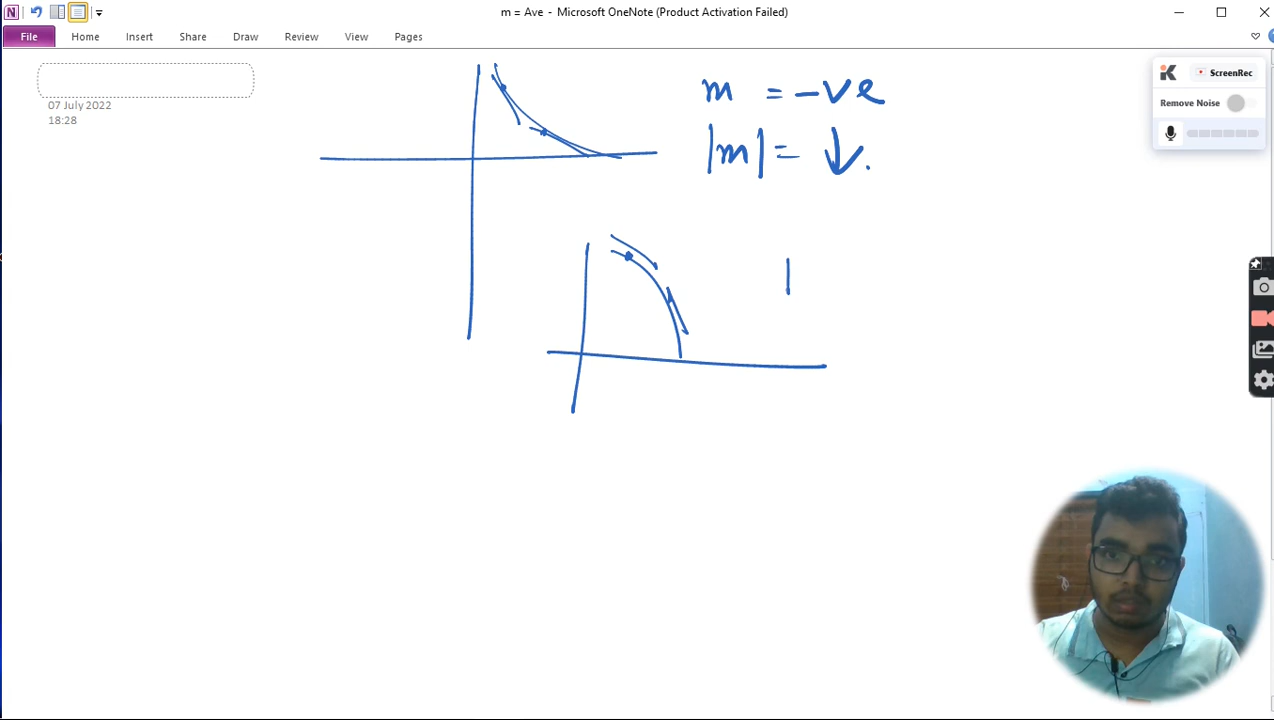 m = Ave - Microsoft OneNote (Product Activation Failed)
File Home Insert Share Draw Review View Pages
07 July 2022
18:28
m = -ve
|m| = ↓.
ScreenRec
Remove Noise